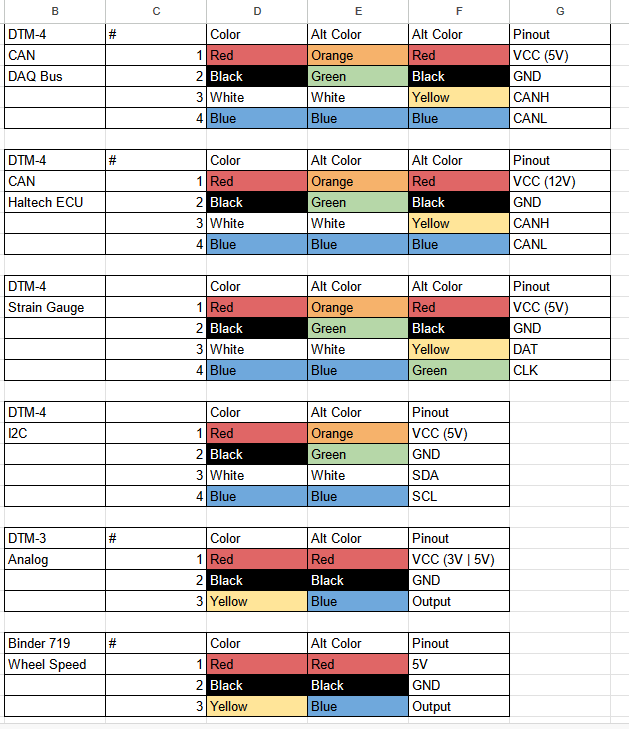 B C D E F G
DTM-4 # Color Alt Color Alt Color Pinout
CAN 1 Red Orange Red VCC (5V)
DAQ Bus 2 Black Green Black GND
3 White White Yellow CANH
4 Blue Blue Blue CANL
DTM-4 # Color Alt Color Alt Color Pinout
CAN 1 Red Orange Red VCC (12V)
Haltech ECU 2 Black Green Black GND
3 White White Yellow CANH
4 Blue Blue Blue CANL
DTM-4 Color Alt Color Alt Color Pinout
Strain Gauge 1 Red Orange Red VCC (5V)
2 Black Green Black GND
3 White White Yellow DAT
4 Blue Blue Green CLK
DTM-4 Color Alt Color Pinout
I2C 1 Red Orange VCC (5V)
2 Black Green GND
3 White White SDA
4 Blue Blue SCL
DTM-3 # Color Alt Color Pinout
Analog 1 Red Red VCC (3V | 5V)
2 Black Black GND
3 Yellow Blue Output
Binder 719 # Color Alt Color Pinout
Wheel Speed 1 Red Red 5V
2 Black Black GND
3 Yellow Blue Output